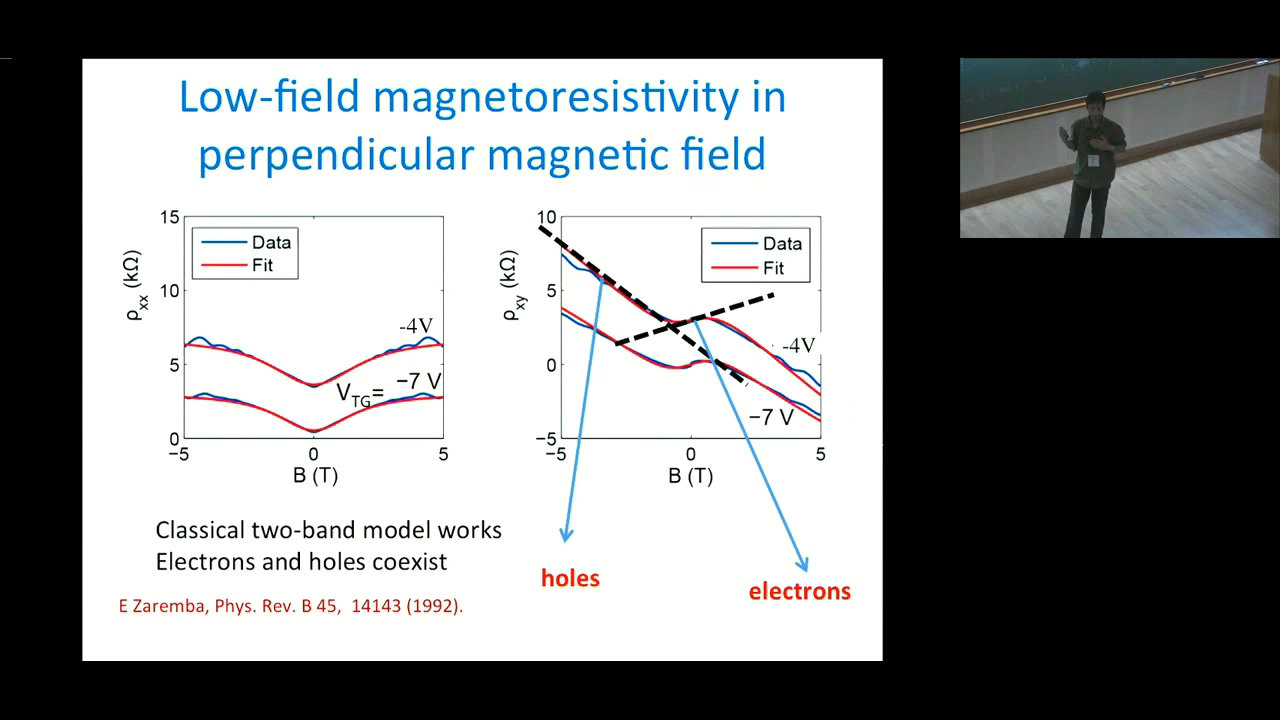 Low-field magnetoresistivity in
perpendicular magnetic field
15
10
5
0
−5
0
5
ρxx (kΩ)
B (T)
Data
Fit
-4V
VTG= −7 V
10
5
0
−5
−5
0
5
ρxy (kΩ)
B (T)
Data
Fit
-4V
−7 V
Classical two-band model works
Electrons and holes coexist
holes
electrons
E Zaremba, Phys. Rev. B 45, 14143 (1992).